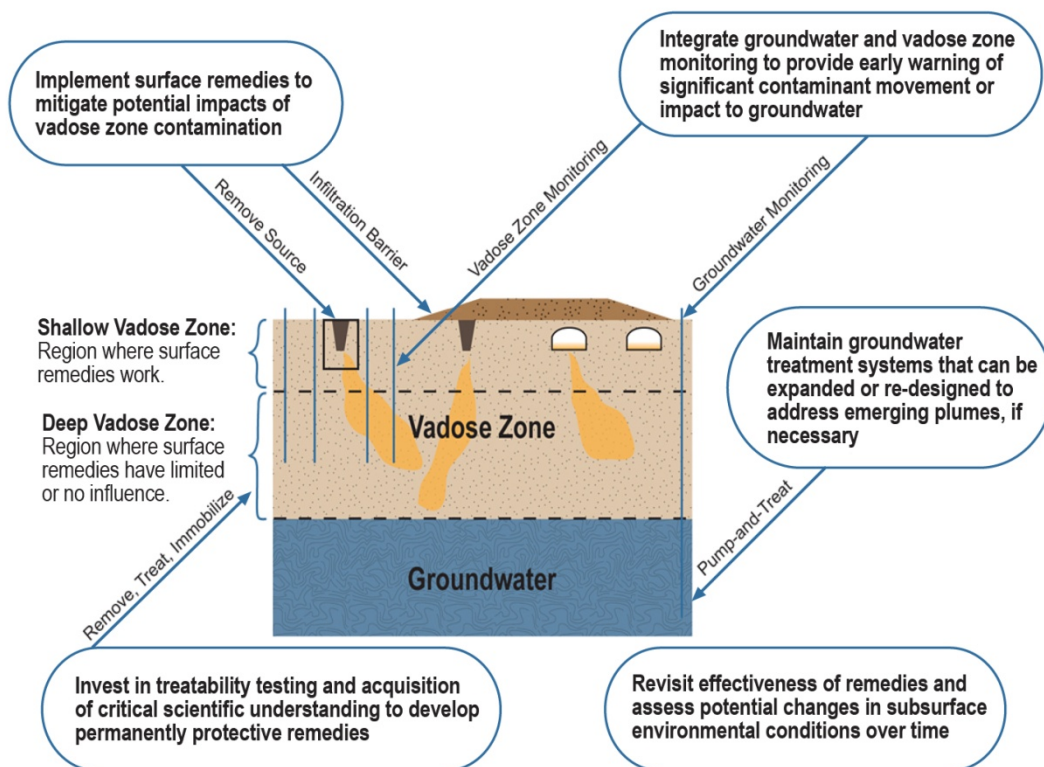 Implement surface remedies to
mitigate potential impacts of
vadose zone contamination
Integrate groundwater and vadose zone
monitoring to provide early warning of
significant contaminant movement or
impact to groundwater
Remove Source
Infiltration Barrier
Vadose Zone Monitoring
Groundwater Monitoring
Shallow Vadose Zone:
Region where surface
remedies work.
Deep Vadose Zone:
Region where surface
remedies have limited
or no influence.
Vadose Zone
Groundwater
Maintain groundwater
treatment systems that can be
expanded or re-designed to
address emerging plumes, if
necessary
Remove, Treat, Immobilize
Pump-and-Treat
Invest in treatability testing and acquisition
of critical scientific understanding to develop
permanently protective remedies
Revisit effectiveness of remedies and
assess potential changes in subsurface
environmental conditions over time